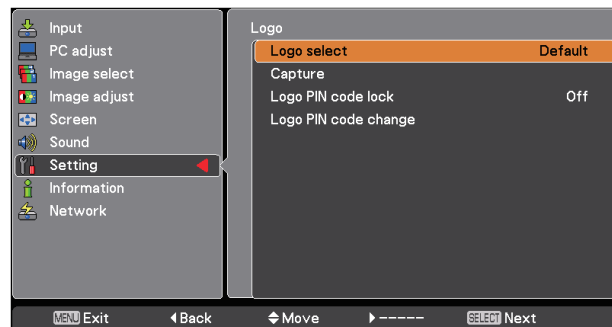 Input
PC adjust
Image select
Image adjust
Screen
Sound
Setting
Information
Network
Logo
Logo select Default
Capture
Logo PIN code lock Off
Logo PIN code change
MENU Exit Back Move ----- SELECT Next